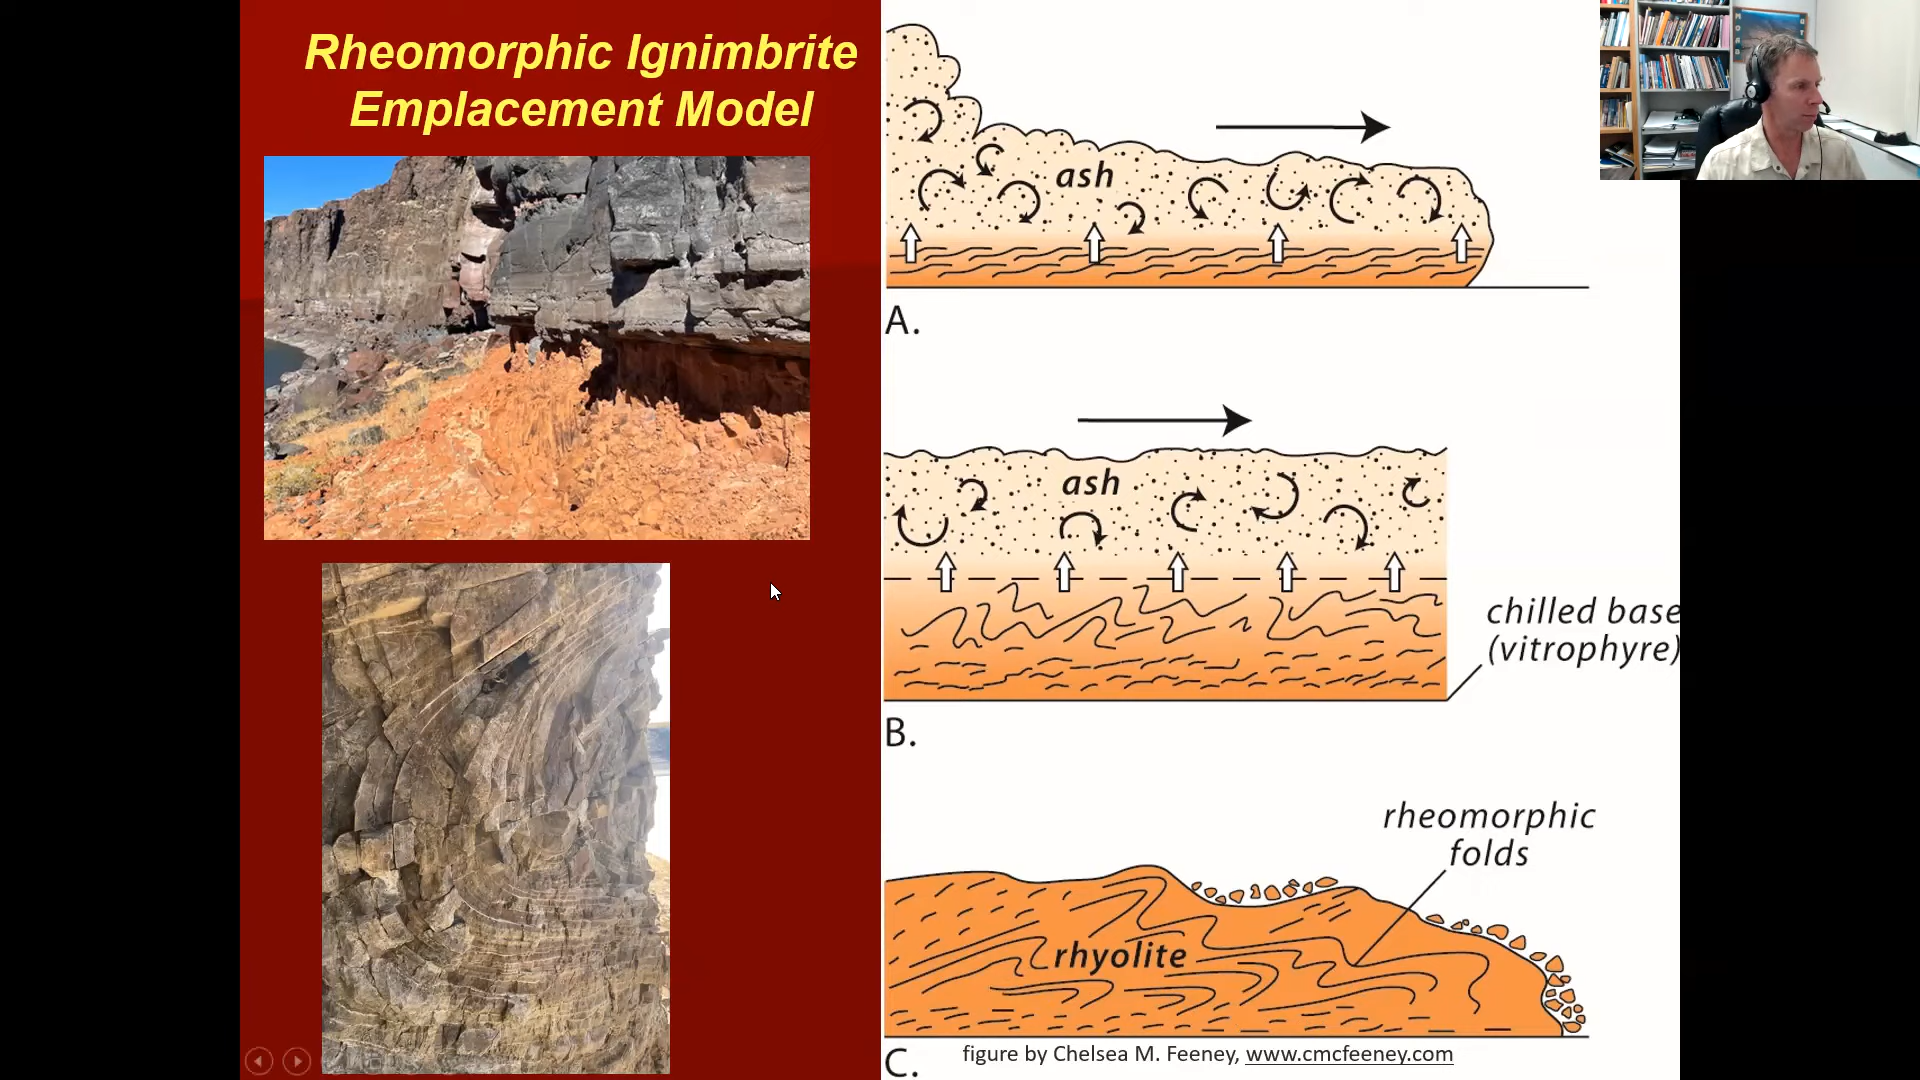 Rheomorphic Ignimbrite
Emplacement Model
ash
A.
ash
chilled base
(vitrophyre)
B.
rheomorphic
folds
rhyolite
C.
figure by Chelsea M. Feeney, www.cmcfeeney.com